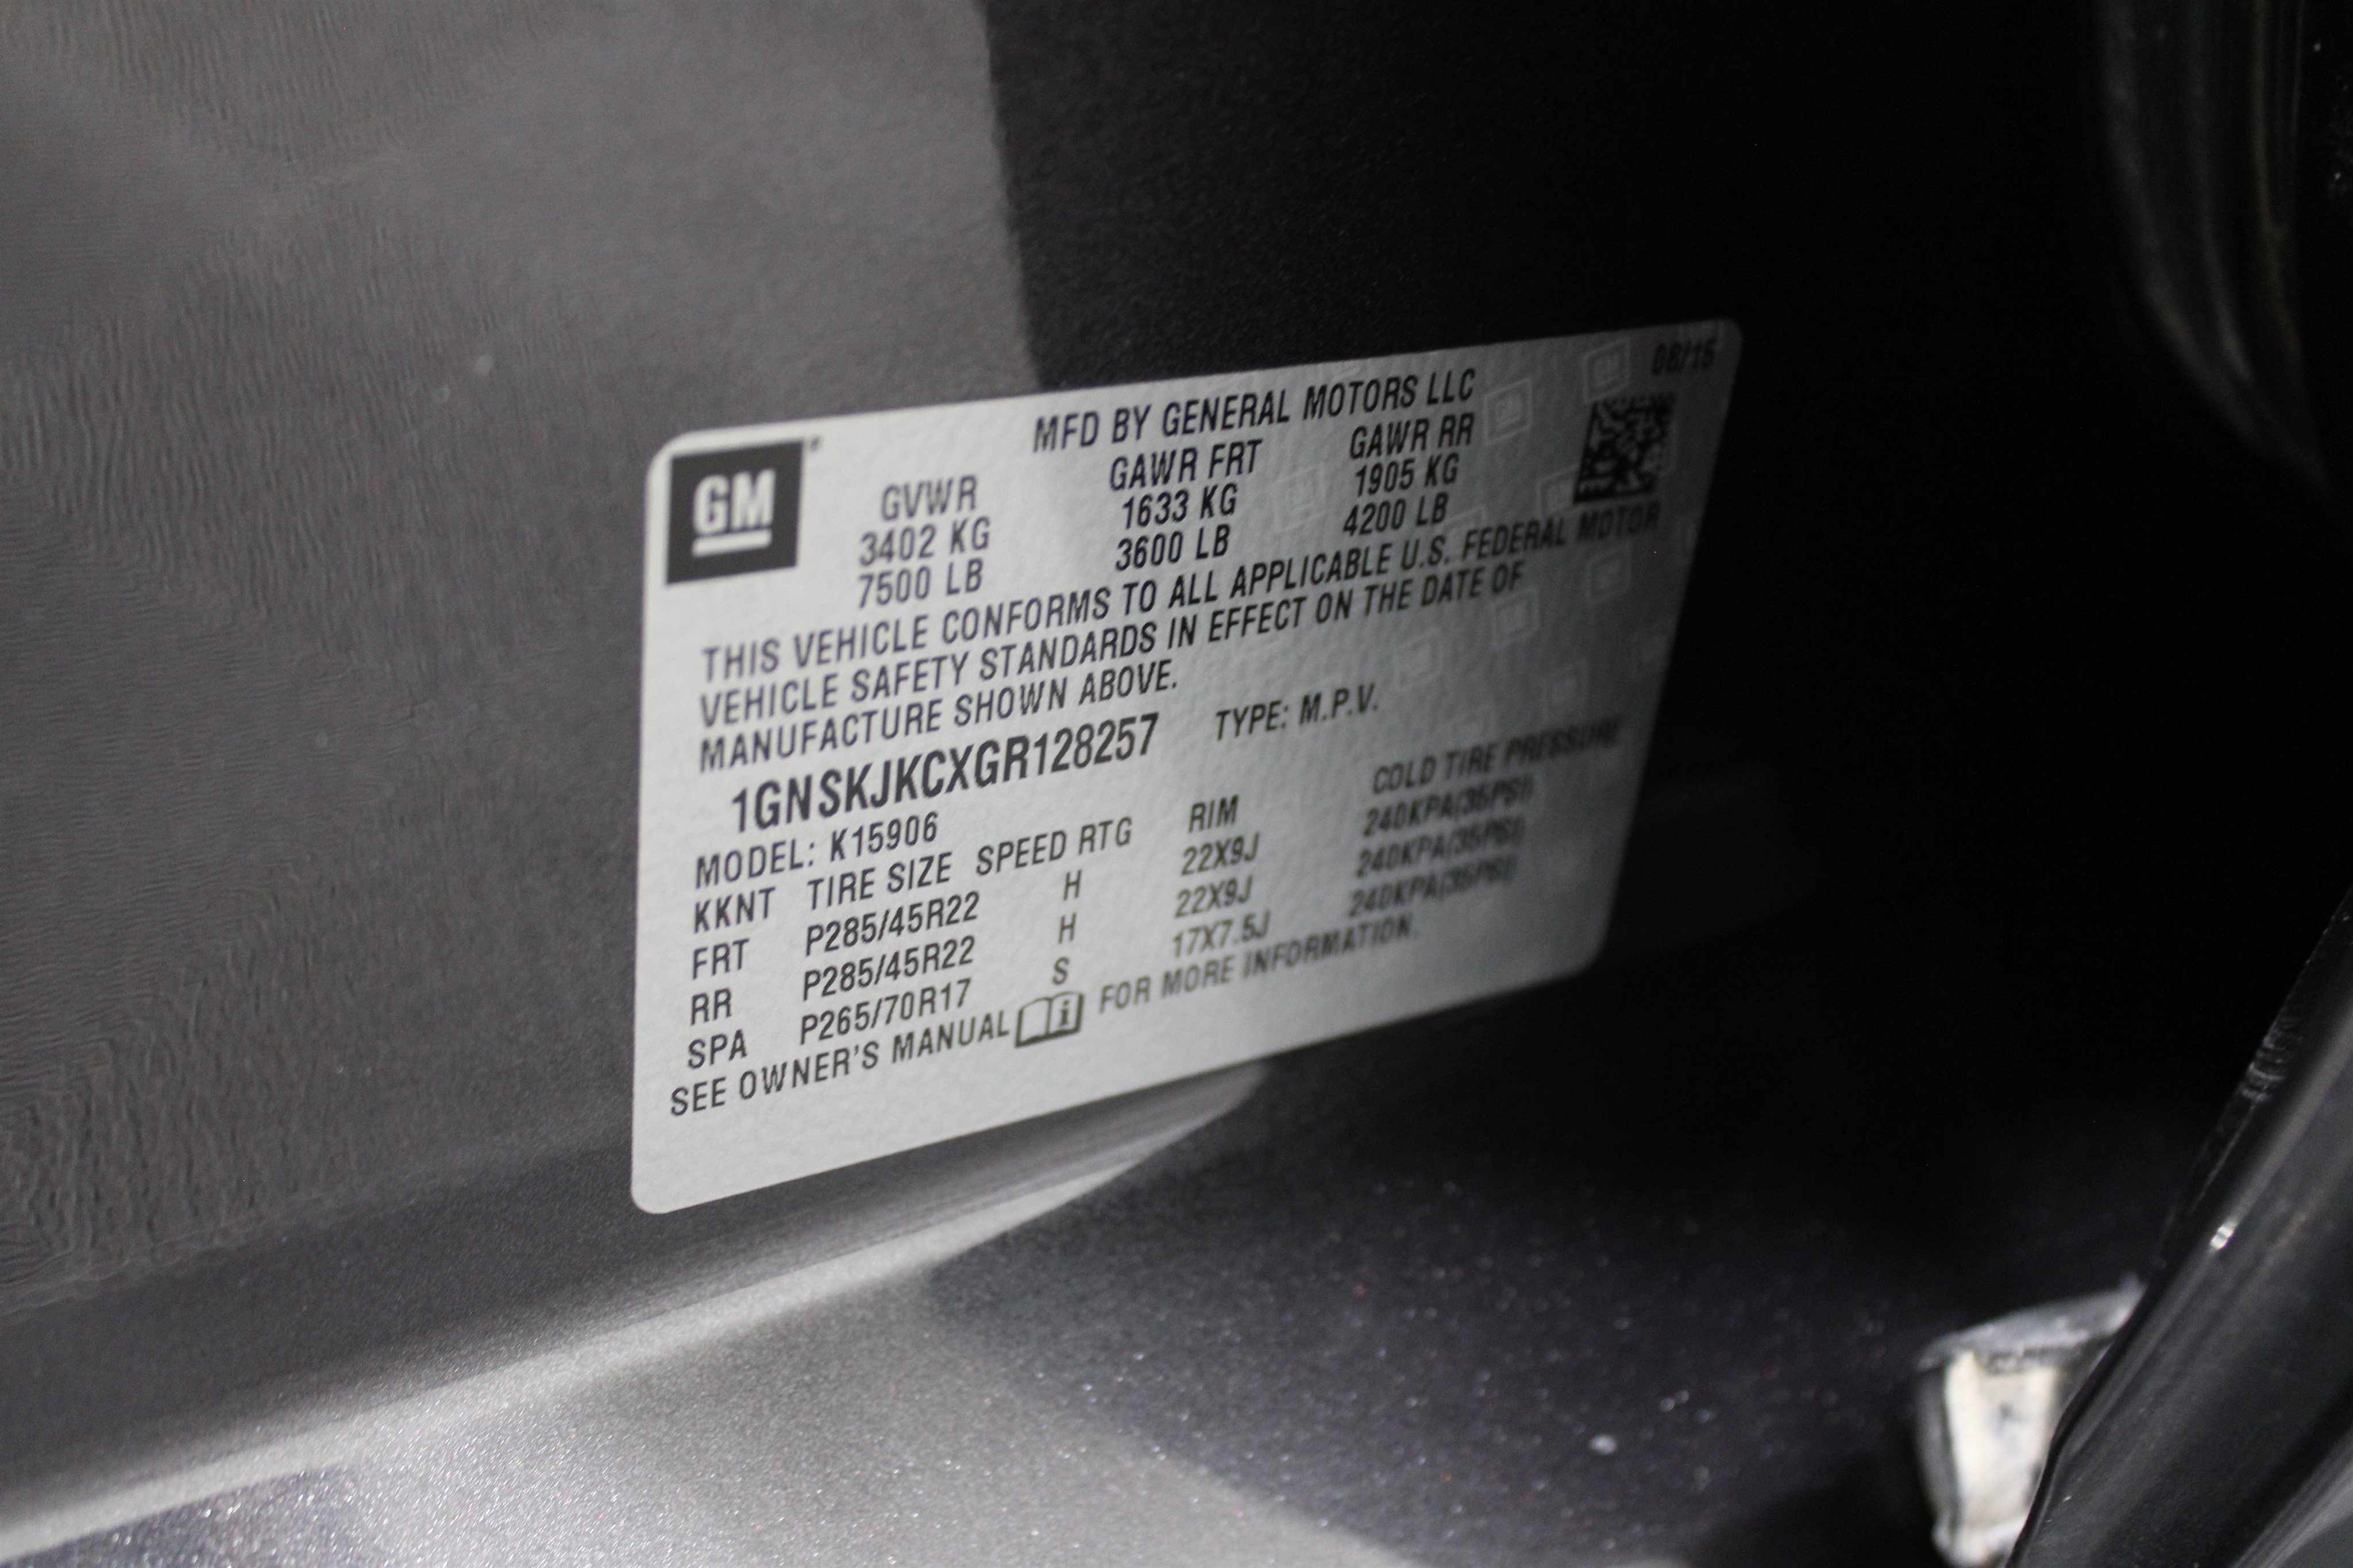 08/15
MFD BY GENERAL MOTORS LLC
GM
GVWR GAWR FRT GAWR RR
3402 KG 1633 KG 1905 KG
7500 LB 3600 LB 4200 LB
THIS VEHICLE CONFORMS TO ALL APPLICABLE U.S. FEDERAL MOTOR
VEHICLE SAFETY STANDARDS IN EFFECT ON THE DATE OF
MANUFACTURE SHOWN ABOVE.
1GNSKJKCXGR128257 TYPE: M.P.V.
MODEL: K15906
KKNT TIRE SIZE SPEED RTG RIM COLD TIRE PRESSURE
FRT P285/45R22 H 22X9J 240KPA(35PSI)
RR P285/45R22 H 22X9J 240KPA(35PSI)
SPA P265/70R17 S 17X7.5J 240KPA(35PSI)
SEE OWNER'S MANUAL FOR MORE INFORMATION.